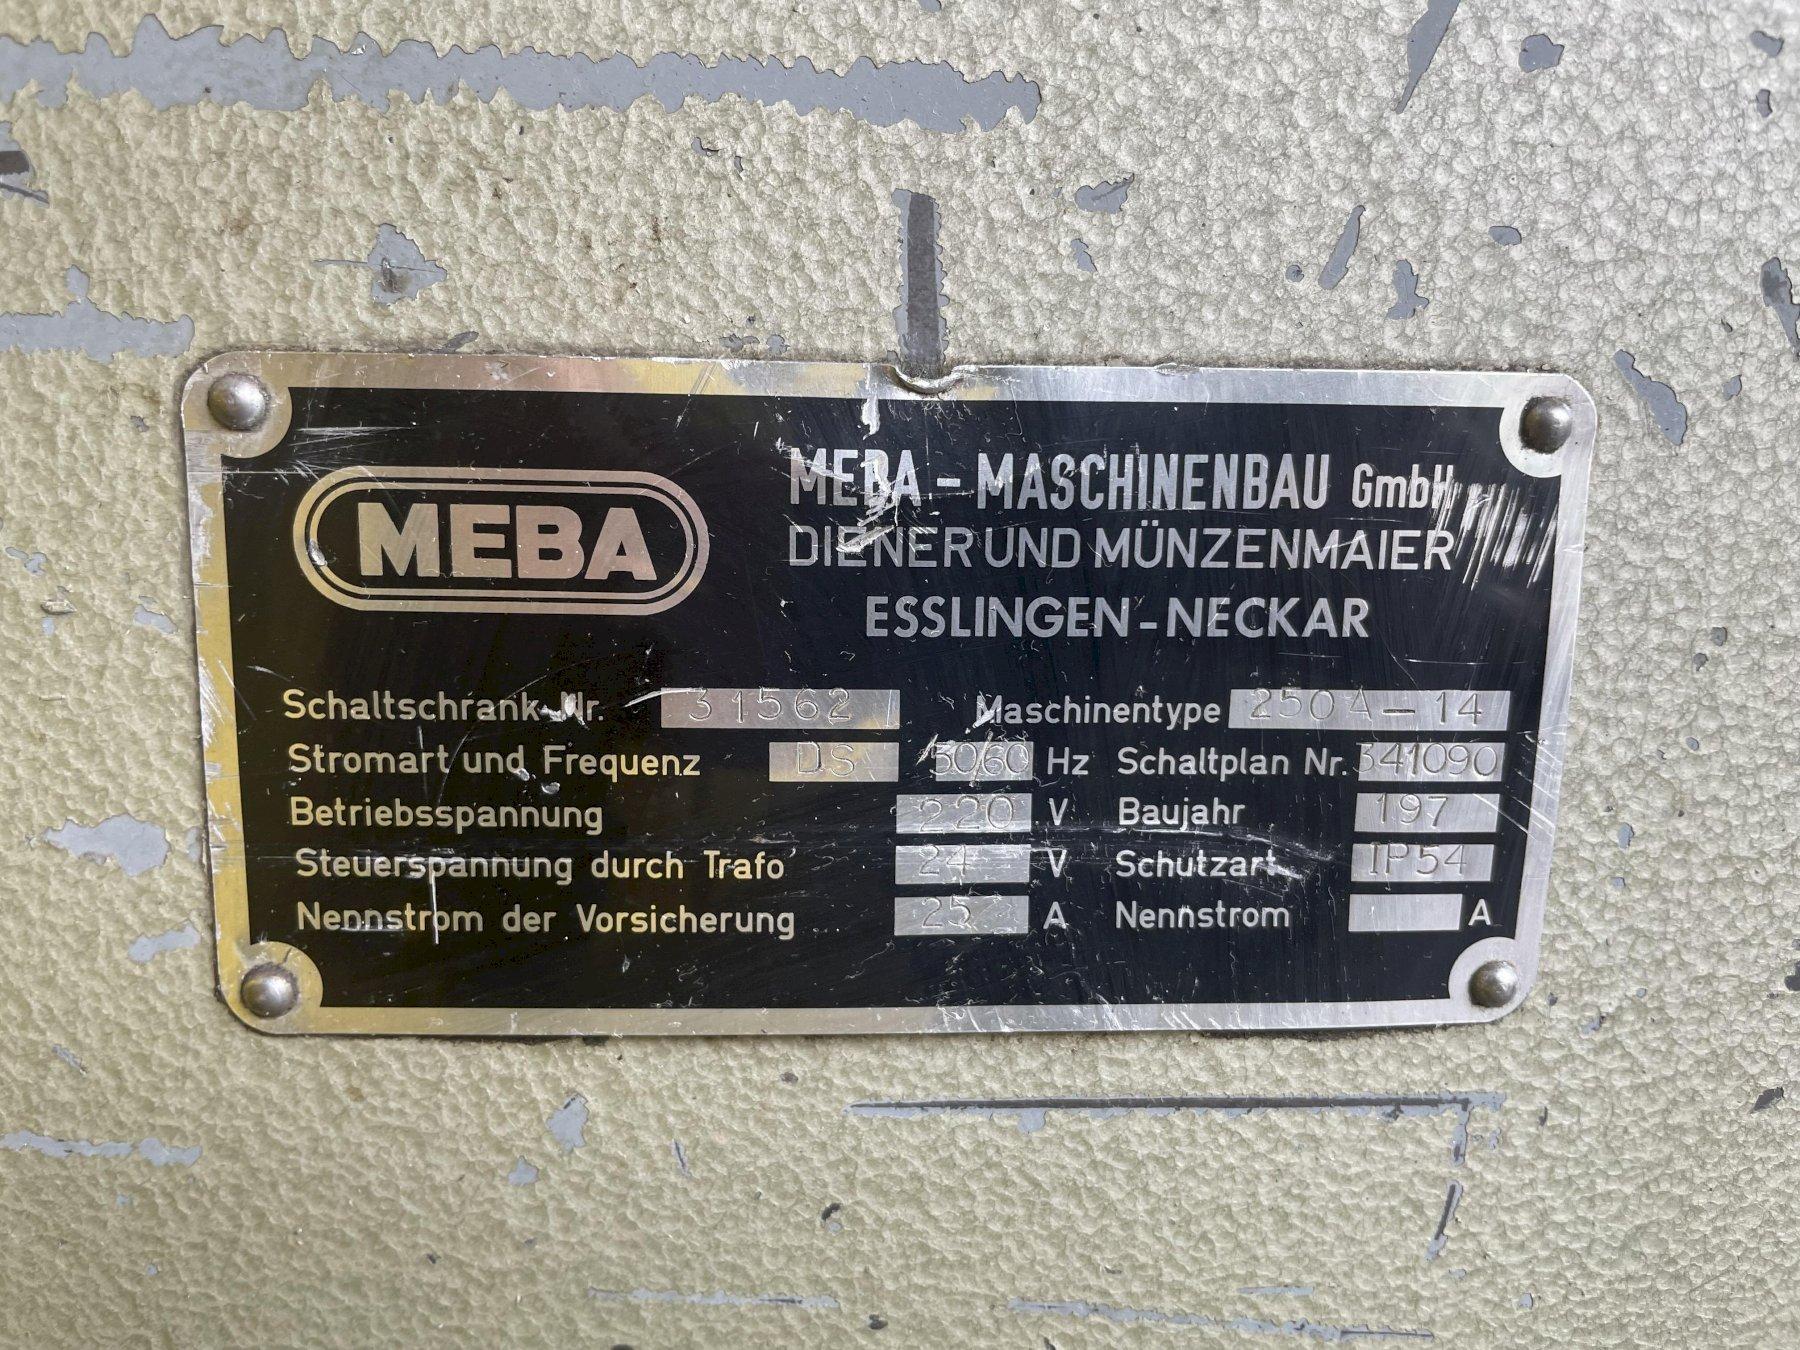 MEBA
MEBA - MASCHINENBAU GmbH
DIENER UND MÜNZENMAIER
ESSLINGEN - NECKAR
Schaltschrank-Nr. 31562 Maschinentype 250A-14
Stromart und Frequenz DS 50/60 Hz Schaltplan Nr. 341090
Betriebsspannung 220 V Baujahr 197
Steuerspannung durch Trafo 24 V Schutzart IP54
Nennstrom der Vorsicherung 25 A Nennstrom A